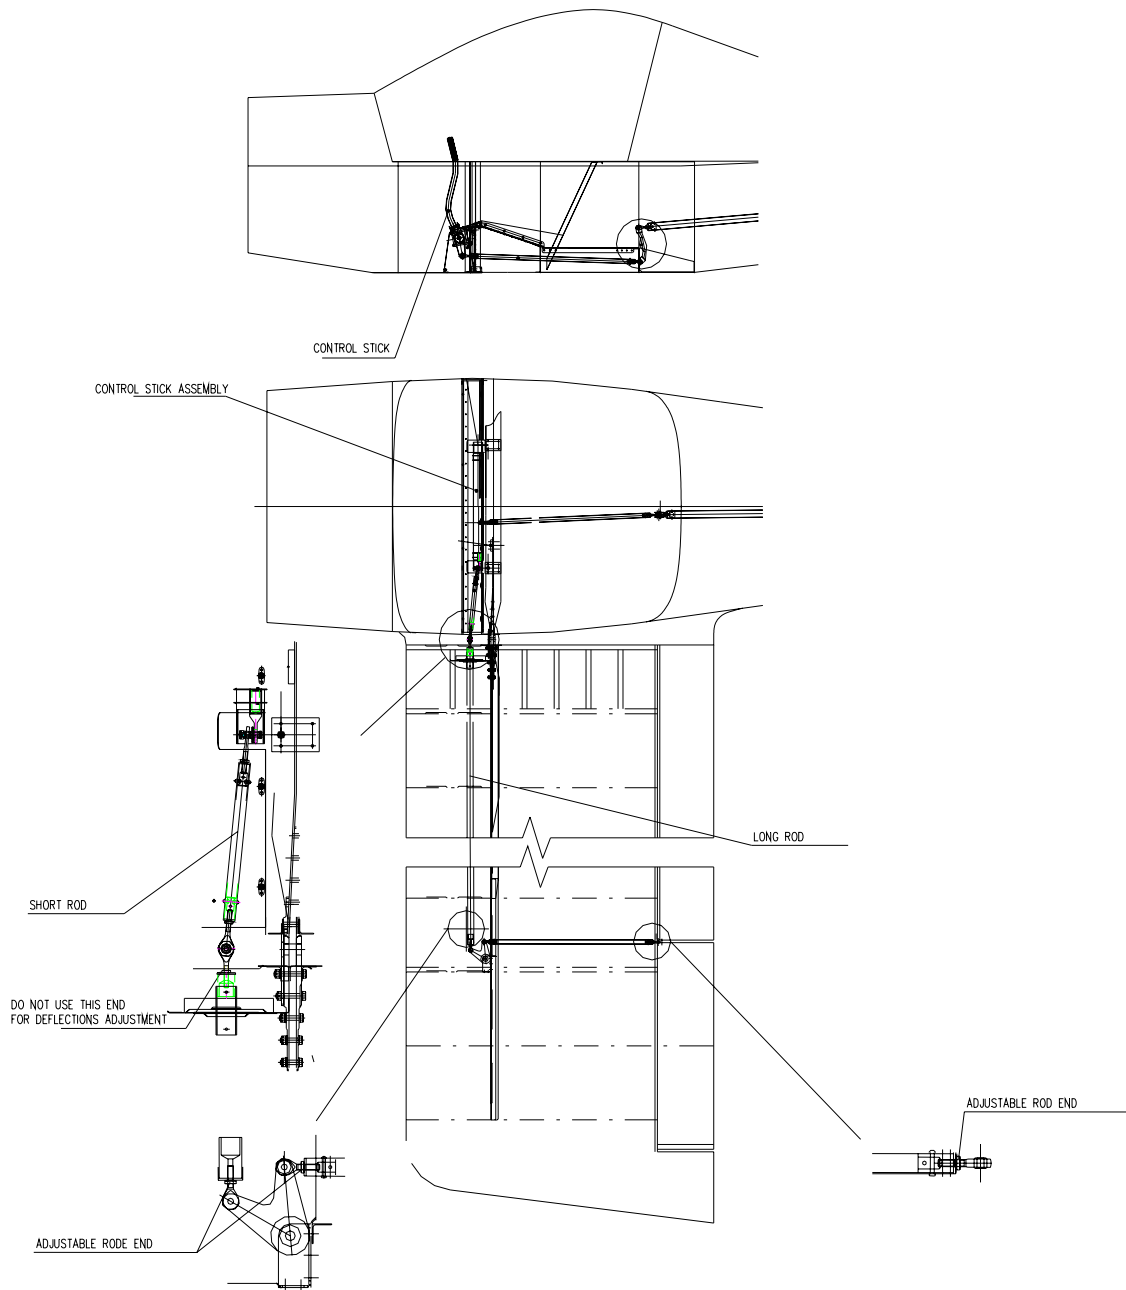 CONTROL STICK
CONTROL STICK ASSEMBLY
LONG ROD
SHORT ROD
DO NOT USE THIS END
FOR DEFLECTIONS ADJUSTMENT
ADJUSTABLE ROD END
ADJUSTABLE RODE END